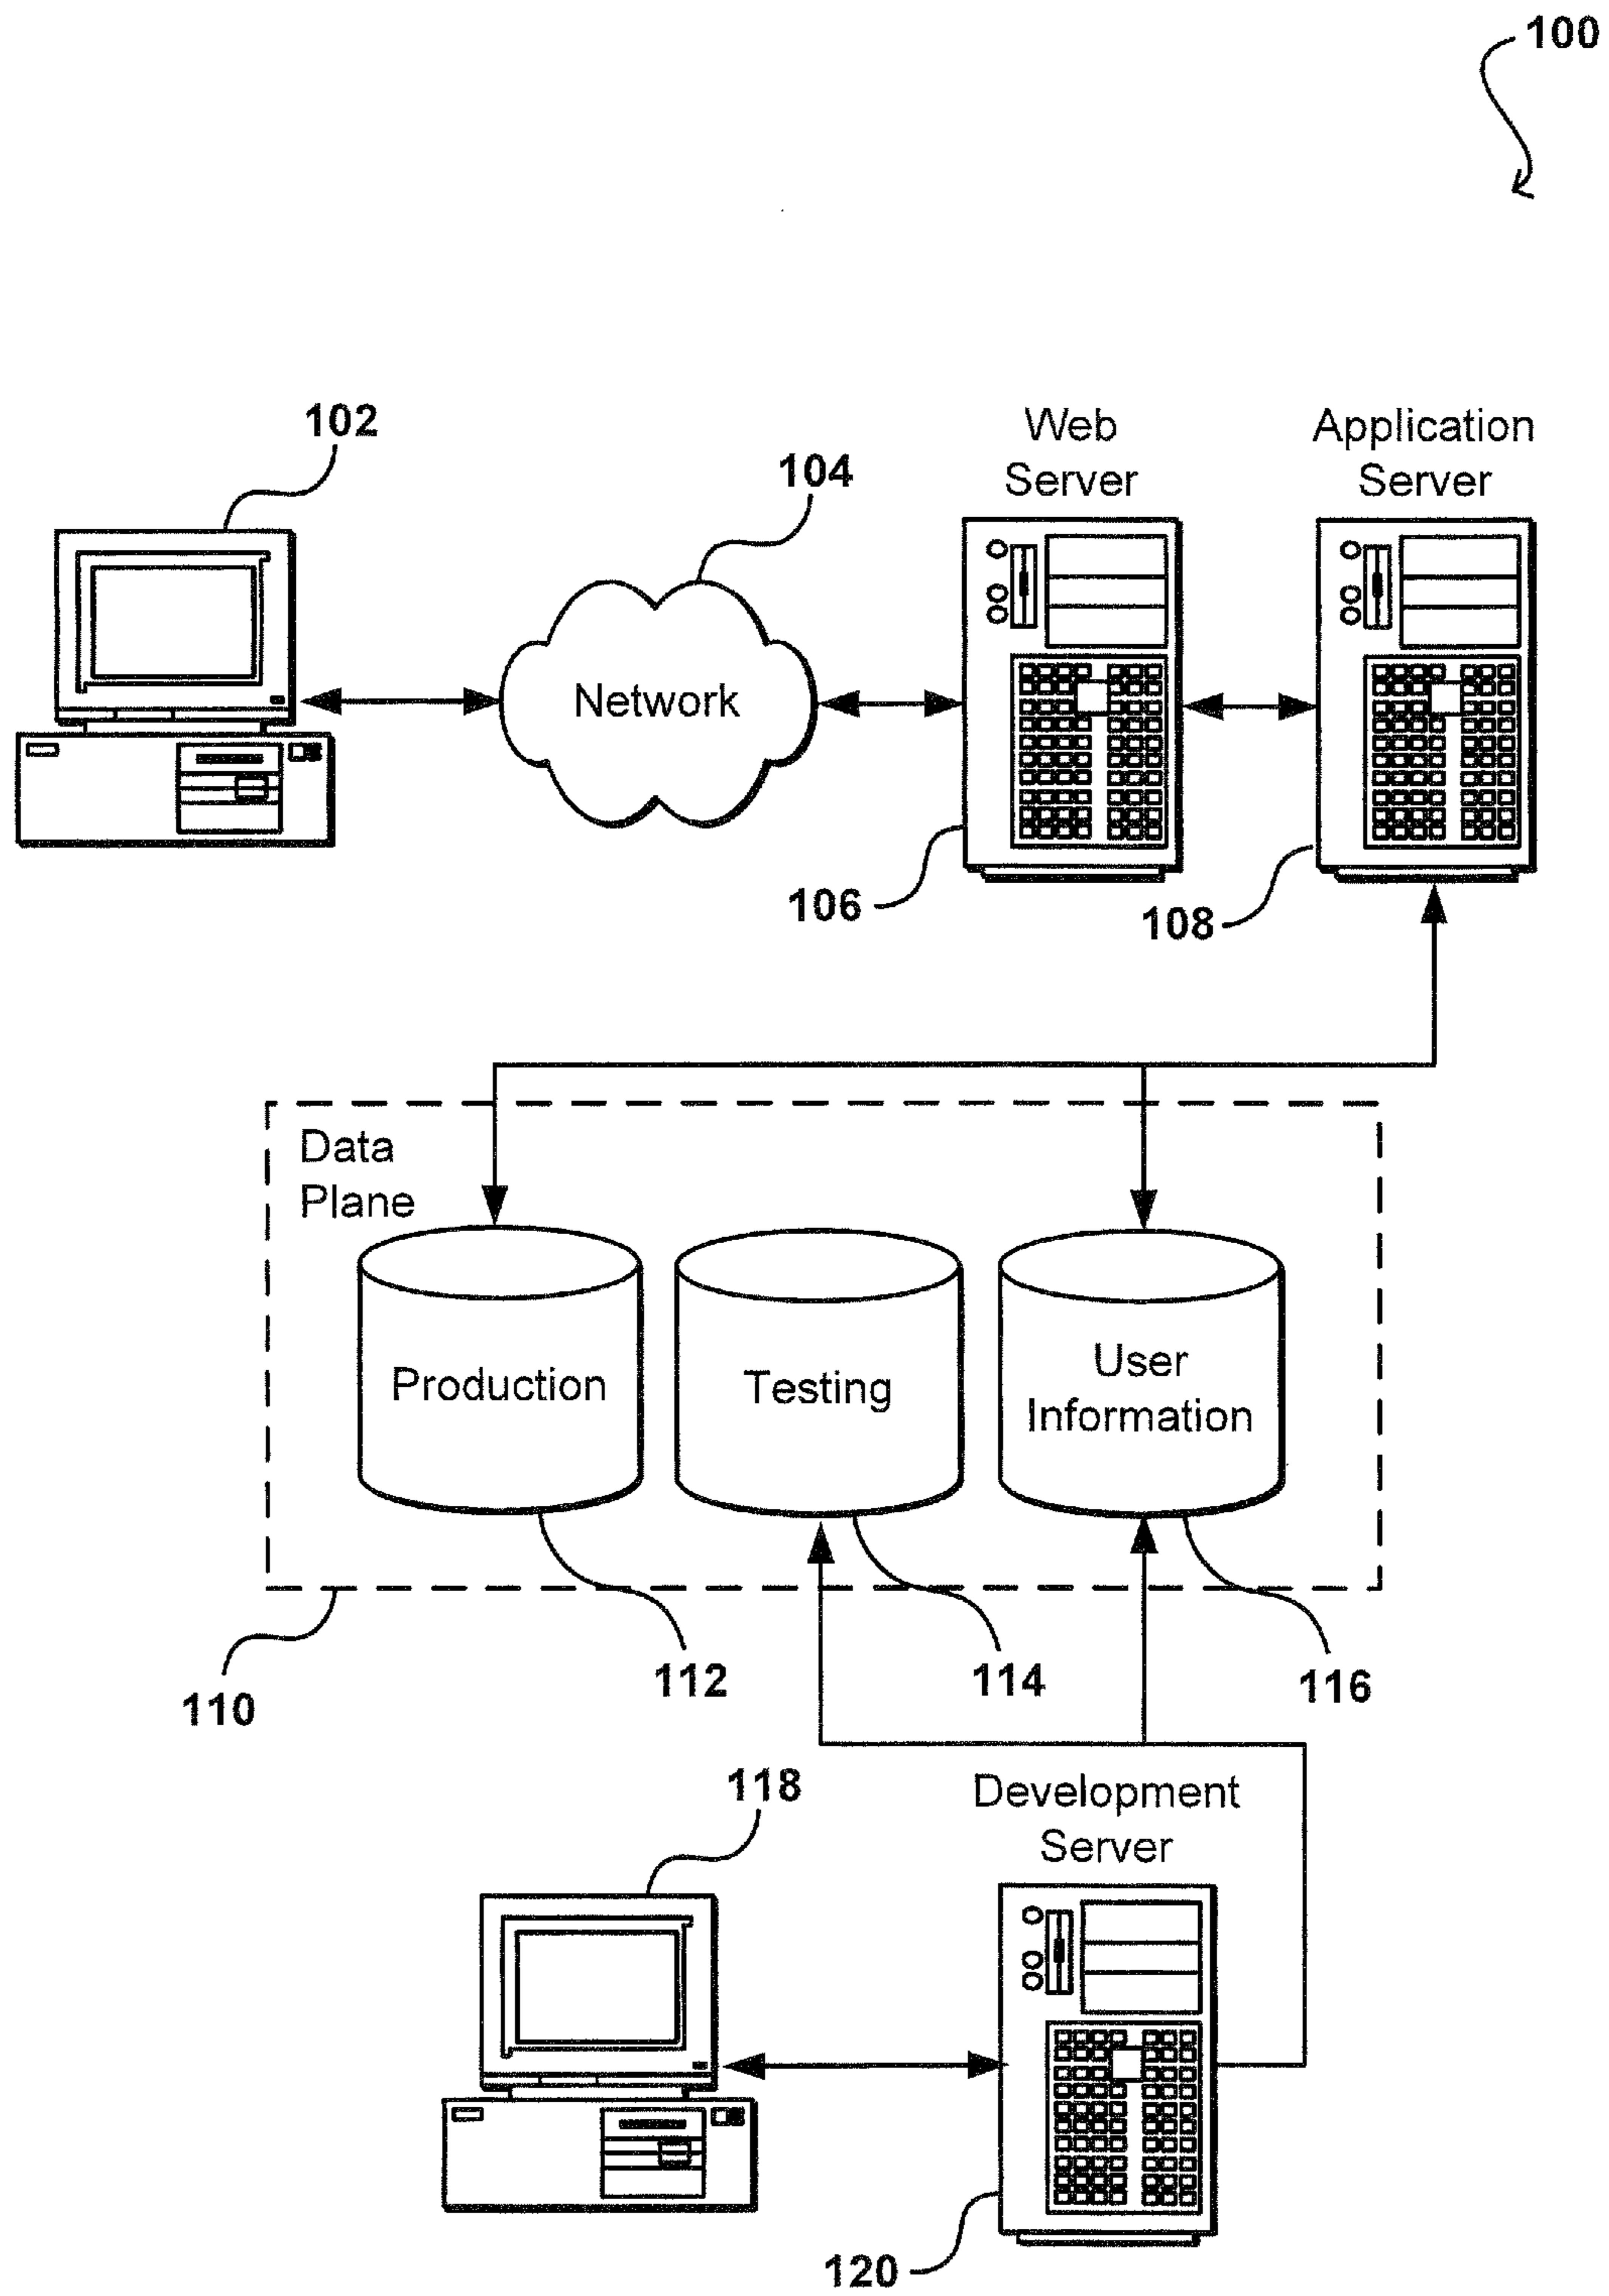 100
102
104
Web
Server
Application
Server
Network
106
108
Data
Plane
Production
Testing
User
Information
112
114
116
110
118
Development
Server
120